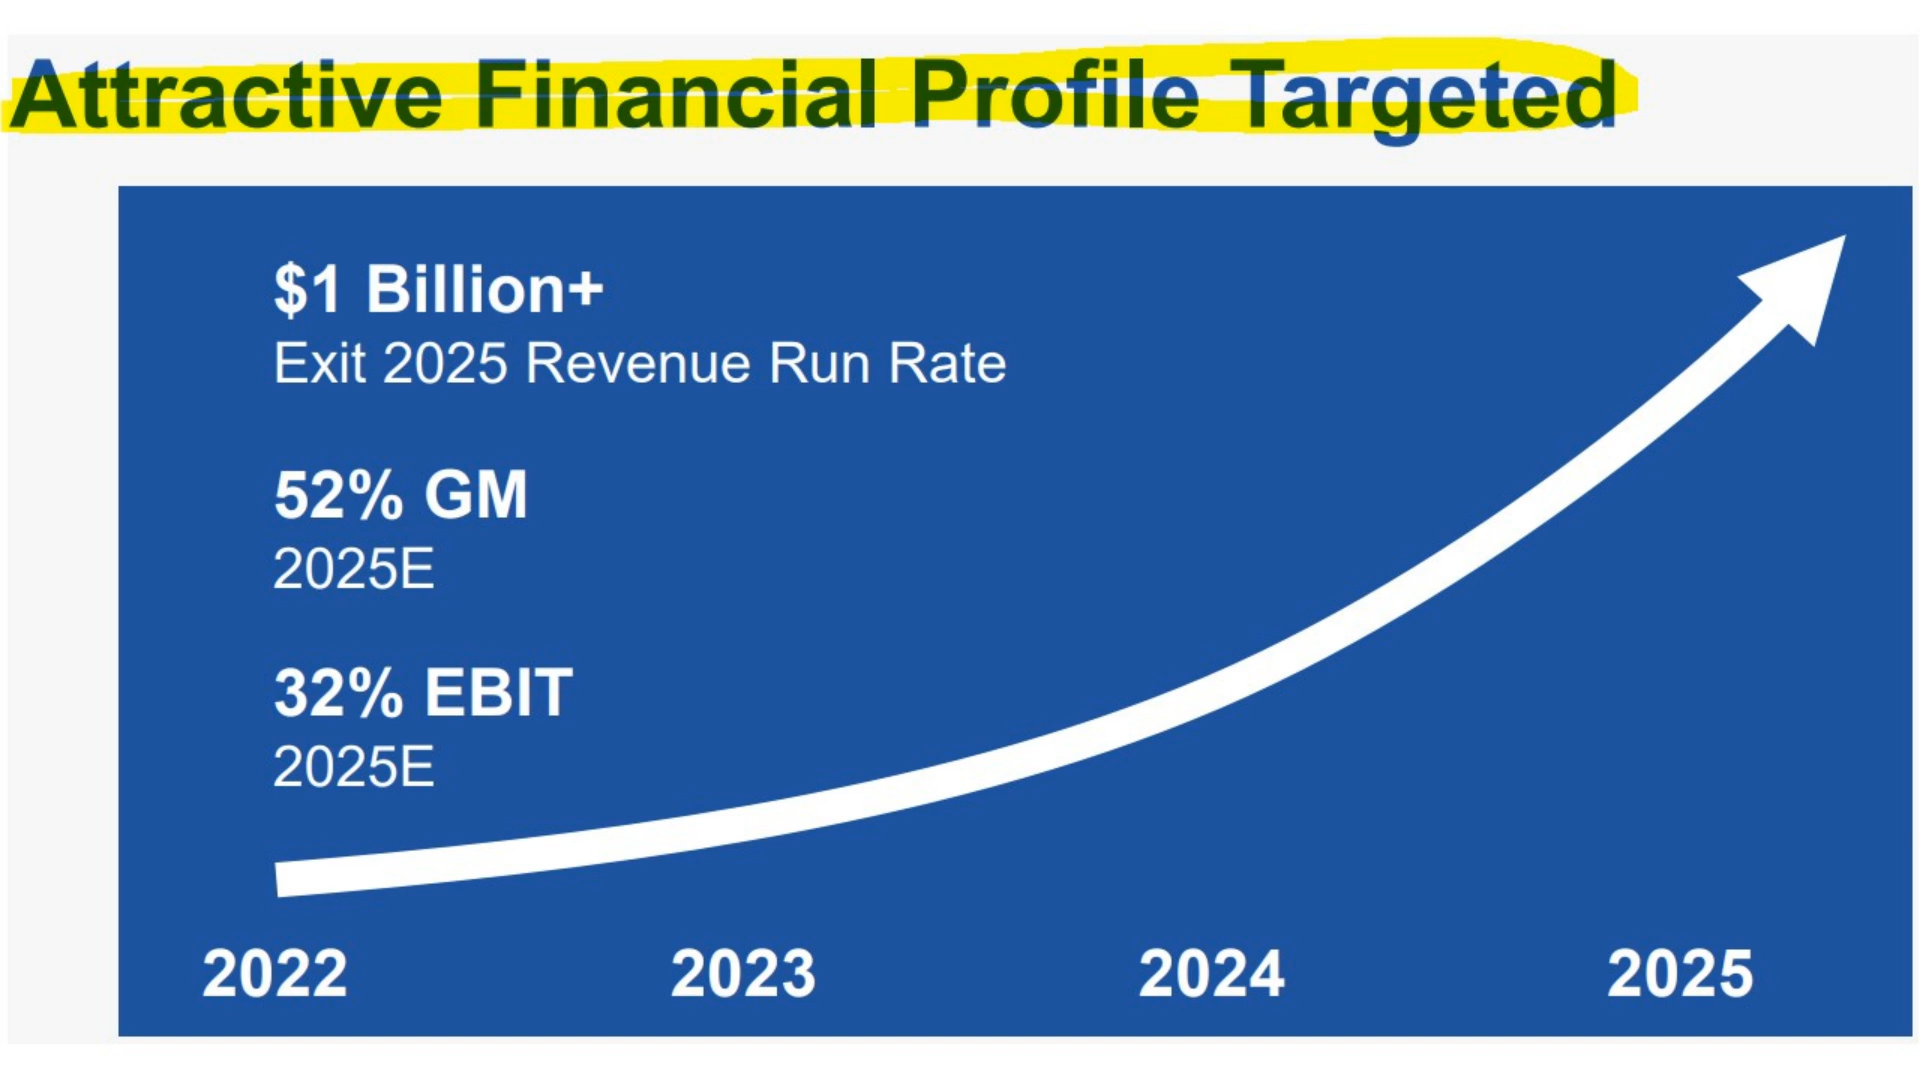 Attractive Financial Profile Targeted
$1 Billion+
Exit 2025 Revenue Run Rate
52% GM
2025E
32% EBIT
2025E
2022 2023 2024 2025